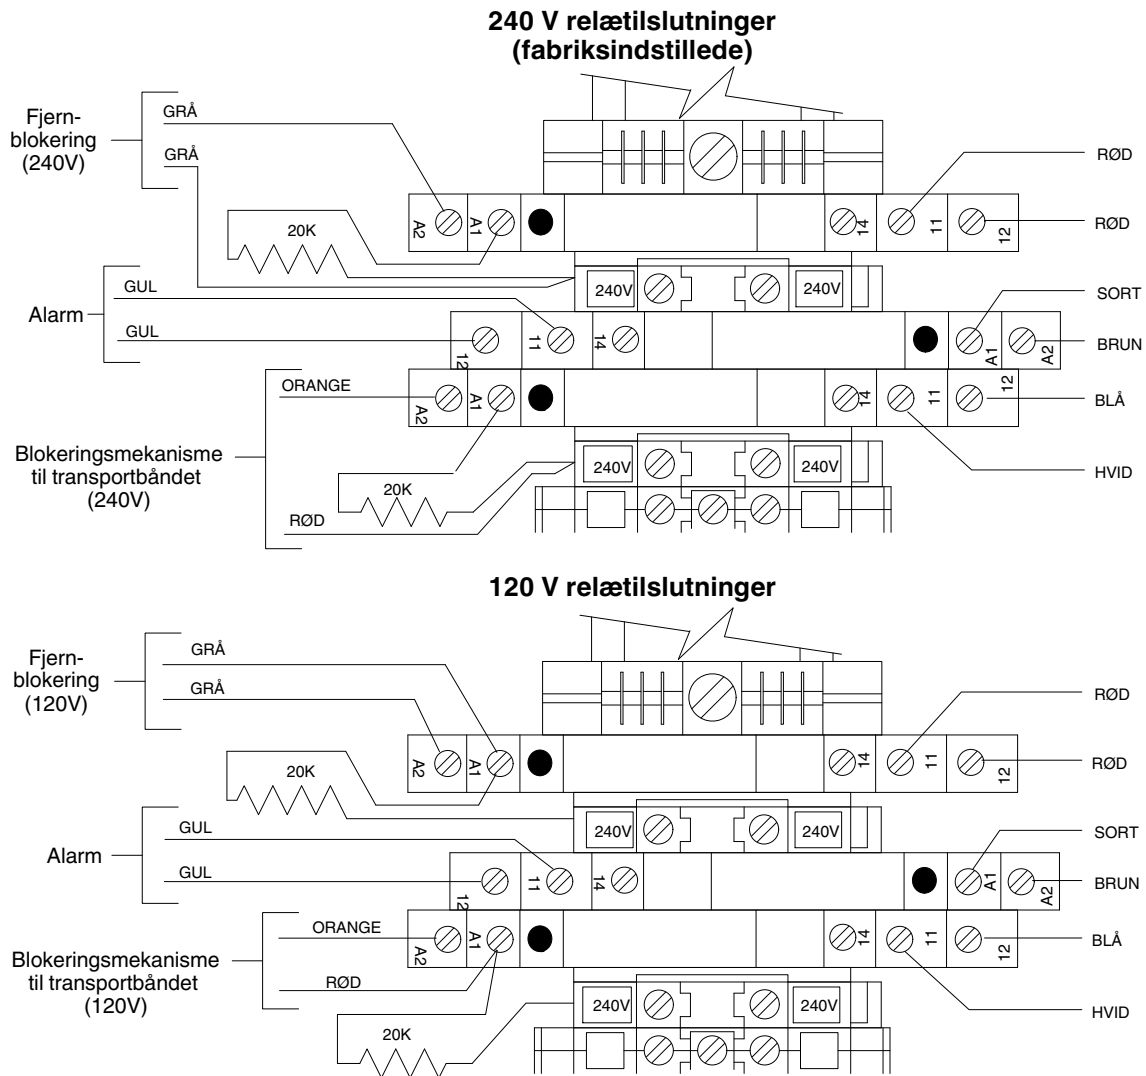 240 V relætilslutninger
(fabriksindstillede)
Fjern-
blokering
(240V)
GRÅ
GRÅ
RØD
RØD
A2
A1
14
11
12
20K
240V
240V
SORT
Alarm
GUL
GUL
12
11
14
A1
A2
BRUN
ORANGE
A2
A1
14
11
12
BLÅ
Blokeringsmekanisme
til transportbåndet
(240V)
240V
240V
HVID
20K
RØD
120 V relætilslutninger
Fjern-
blokering
(120V)
GRÅ
GRÅ
RØD
RØD
A2
A1
14
11
12
20K
240V
240V
SORT
Alarm
GUL
GUL
12
11
14
A1
A2
BRUN
ORANGE
A2
A1
14
11
12
BLÅ
Blokeringsmekanisme
til transportbåndet
(120V)
RØD
240V
240V
HVID
20K